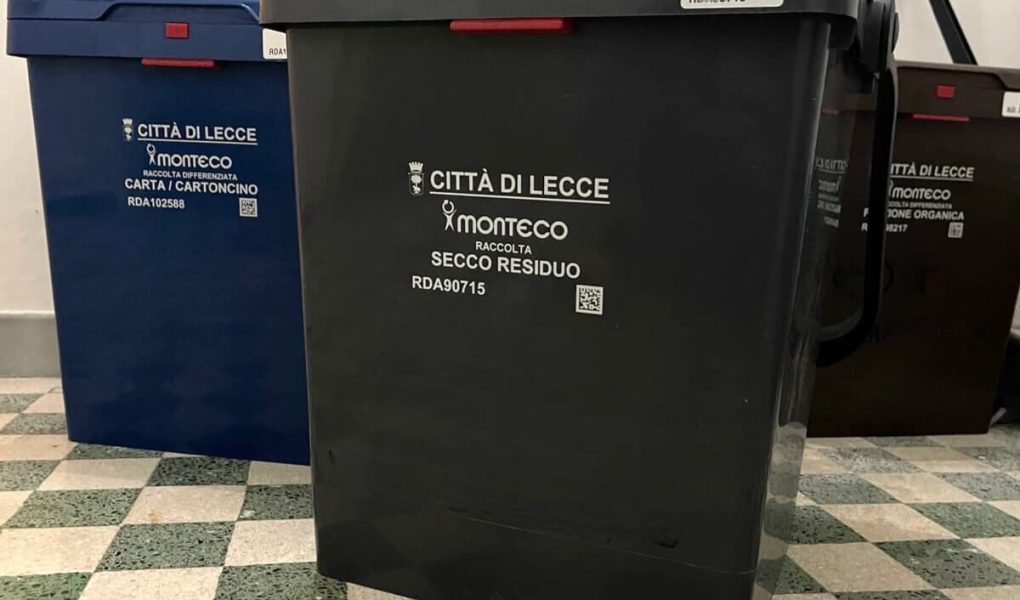 CITTÀ DI LECCE
MONTECO
RACCOLTA DIFFERENZIATA
CARTA / CARTONCINO
RDA102588
CITTÀ DI LECCE
MONTECO
RACCOLTA
SECCO RESIDUO
RDA90715
CITTÀ DI LECCE
MONTECO
RACCOLTA DIFFERENZIATA
ORGANICA